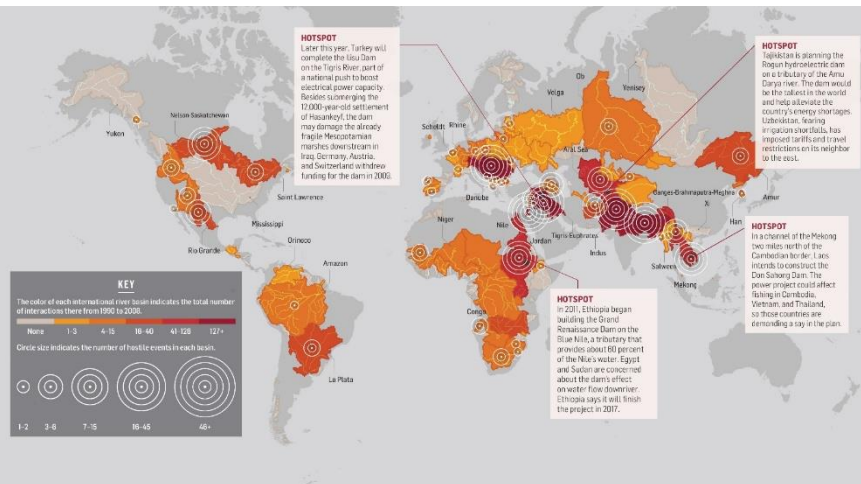 HOTSPOT
Later this year, Turkey will
complete the Ilisu Dam
on the Tigris River, part of
a national push to boost
electrical power capacity.
Besides submerging the
12,000-year-old settlement
of Hasankeyf, the dam
may damage the already
fragile Mesopotamian
marshes downstream in
Iraq. Germany, Austria,
and Switzerland withdrew
funding for the dam in 2009.
HOTSPOT
Tajikistan is planning the
Rogun hydroelectric dam
on a tributary of the Amu
Darya river. The dam would
be the tallest in the world
and help alleviate the
country's energy shortages.
Uzbekistan, fearing
irrigation shortfalls, has
imposed tariffs and travel
restrictions on its neighbor
to the east.
HOTSPOT
In a channel of the Mekong
two miles north of the
Cambodian border, Laos
intends to construct the
Don Sahong Dam. The
power project could affect
fishing in Cambodia,
Vietnam, and Thailand,
so those countries are
demanding a say in the plan.
HOTSPOT
In 2011, Ethiopia began
building the Grand
Renaissance Dam on the
Blue Nile, a tributary that
provides about 60 percent
of the Nile's water. Egypt
and Sudan are concerned
about the dam's effect
on water flow downriver.
Ethiopia says it will finish
the project in 2017.
Yukon
Nelson Saskatchewan
Saint Lawrence
Mississippi
Rio Grande
Orinoco
Amazon
La Plata
Scheldt
Rhine
Volga
Ob
Yenisey
Aral Sea
Danube
Niger
Nile
Jordan
Tigris Euphrates
Indus
Ganges-Brahmaputra-Meghna
Xi
Han
Amur
Salween
Mekong
Congo
KEY
The color of each international river basin indicates the total number
of interactions there from 1990 to 2008.
None 1-3 4-15 16-40 41-126 127+
Circle size indicates the number of hostile events in each basin.
1-2 3-6 7-15 16-45 46+